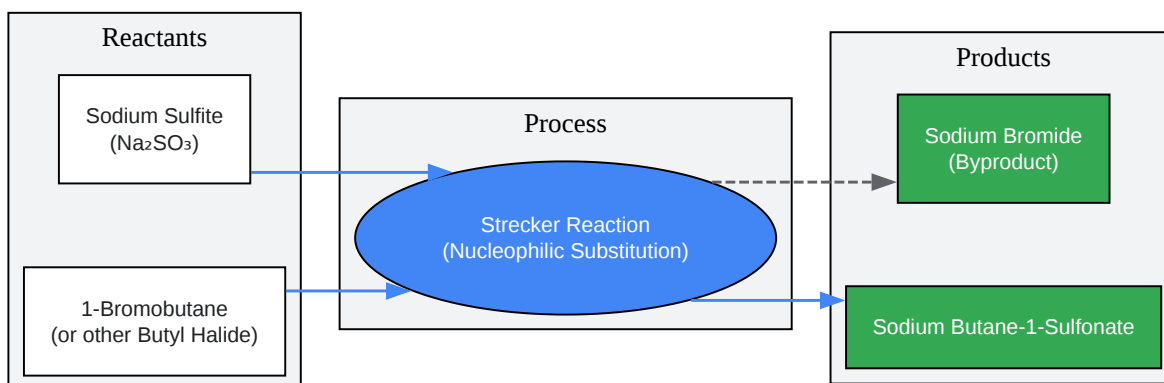 Reactants
Sodium Sulfite
(Na₂SO₃)
1-Bromobutane
(or other Butyl Halide)
Process
Strecker Reaction
(Nucleophilic Substitution)
Products
Sodium Bromide
(Byproduct)
Sodium Butane-1-Sulfonate